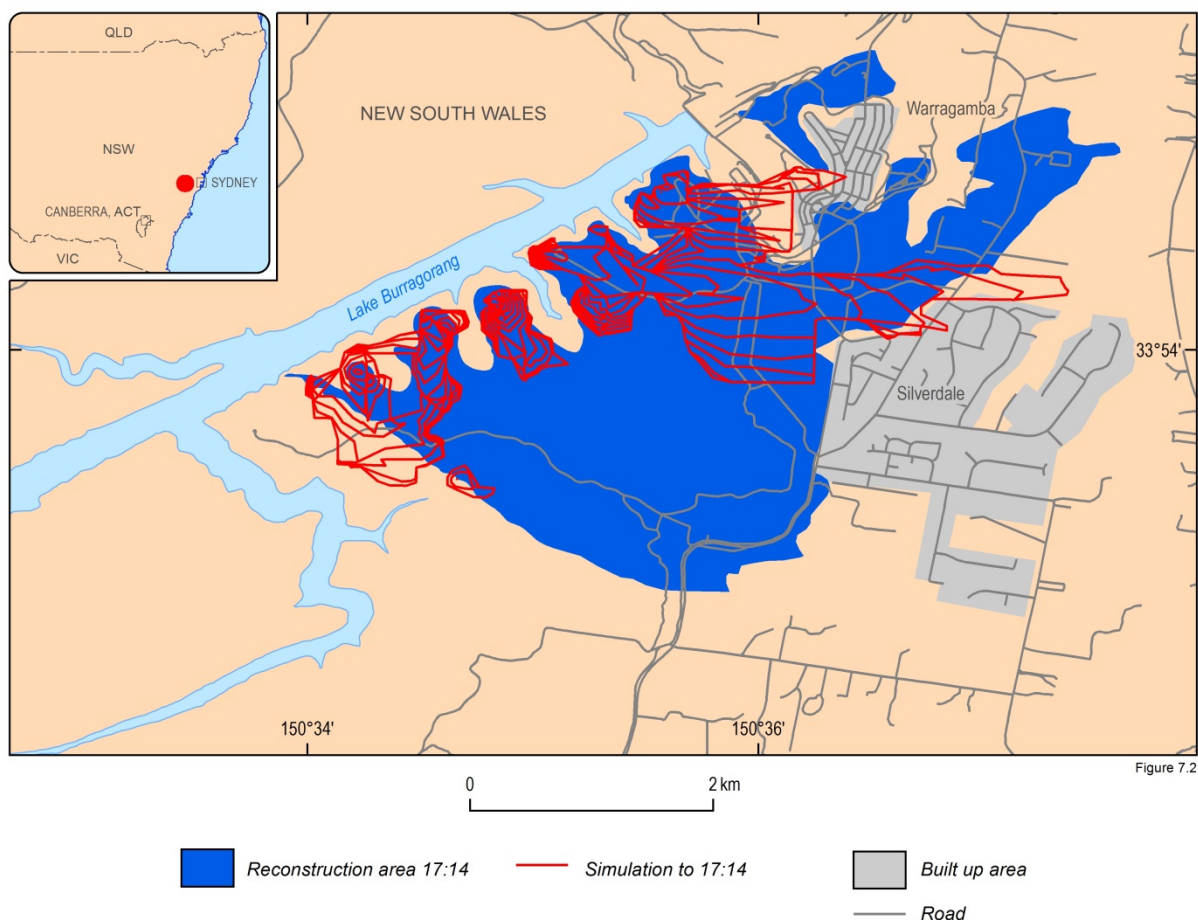 QLD
NSW
SYDNEY
CANBERRA, ACT
VIC
NEW SOUTH WALES
Warragamba
Lake Burragorang
33°54'
Silverdale
150°34'
150°36'
Figure 7.2
0 2 km
Reconstruction area 17:14
Simulation to 17:14
Built up area
Road